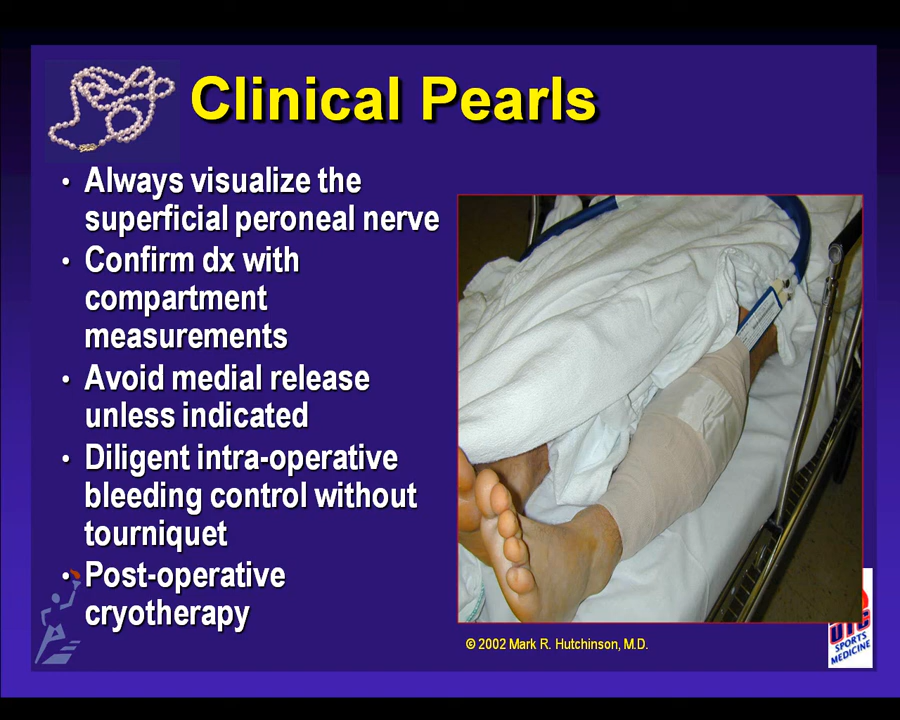 Clinical Pearls
• Always visualize the
superficial peroneal nerve
• Confirm dx with
compartment
measurements
• Avoid medial release
unless indicated
• Diligent intra-operative
bleeding control without
tourniquet
• Post-operative
cryotherapy
© 2002 Mark R. Hutchinson, M.D.
SPORTS
MEDICINE